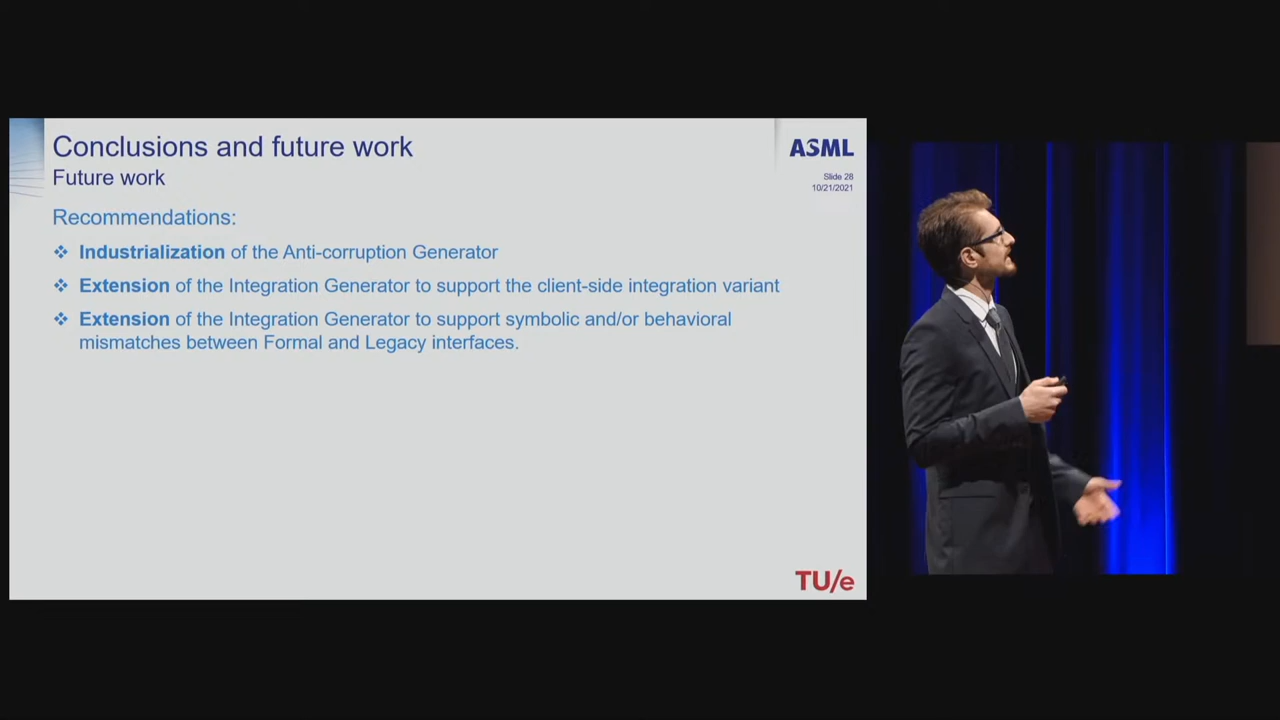 Conclusions and future work
Future work
ASML
Slide 28
10/21/2021
Recommendations:
❖ Industrialization of the Anti-corruption Generator
❖ Extension of the Integration Generator to support the client-side integration variant
❖ Extension of the Integration Generator to support symbolic and/or behavioral
mismatches between Formal and Legacy interfaces.
TU/e